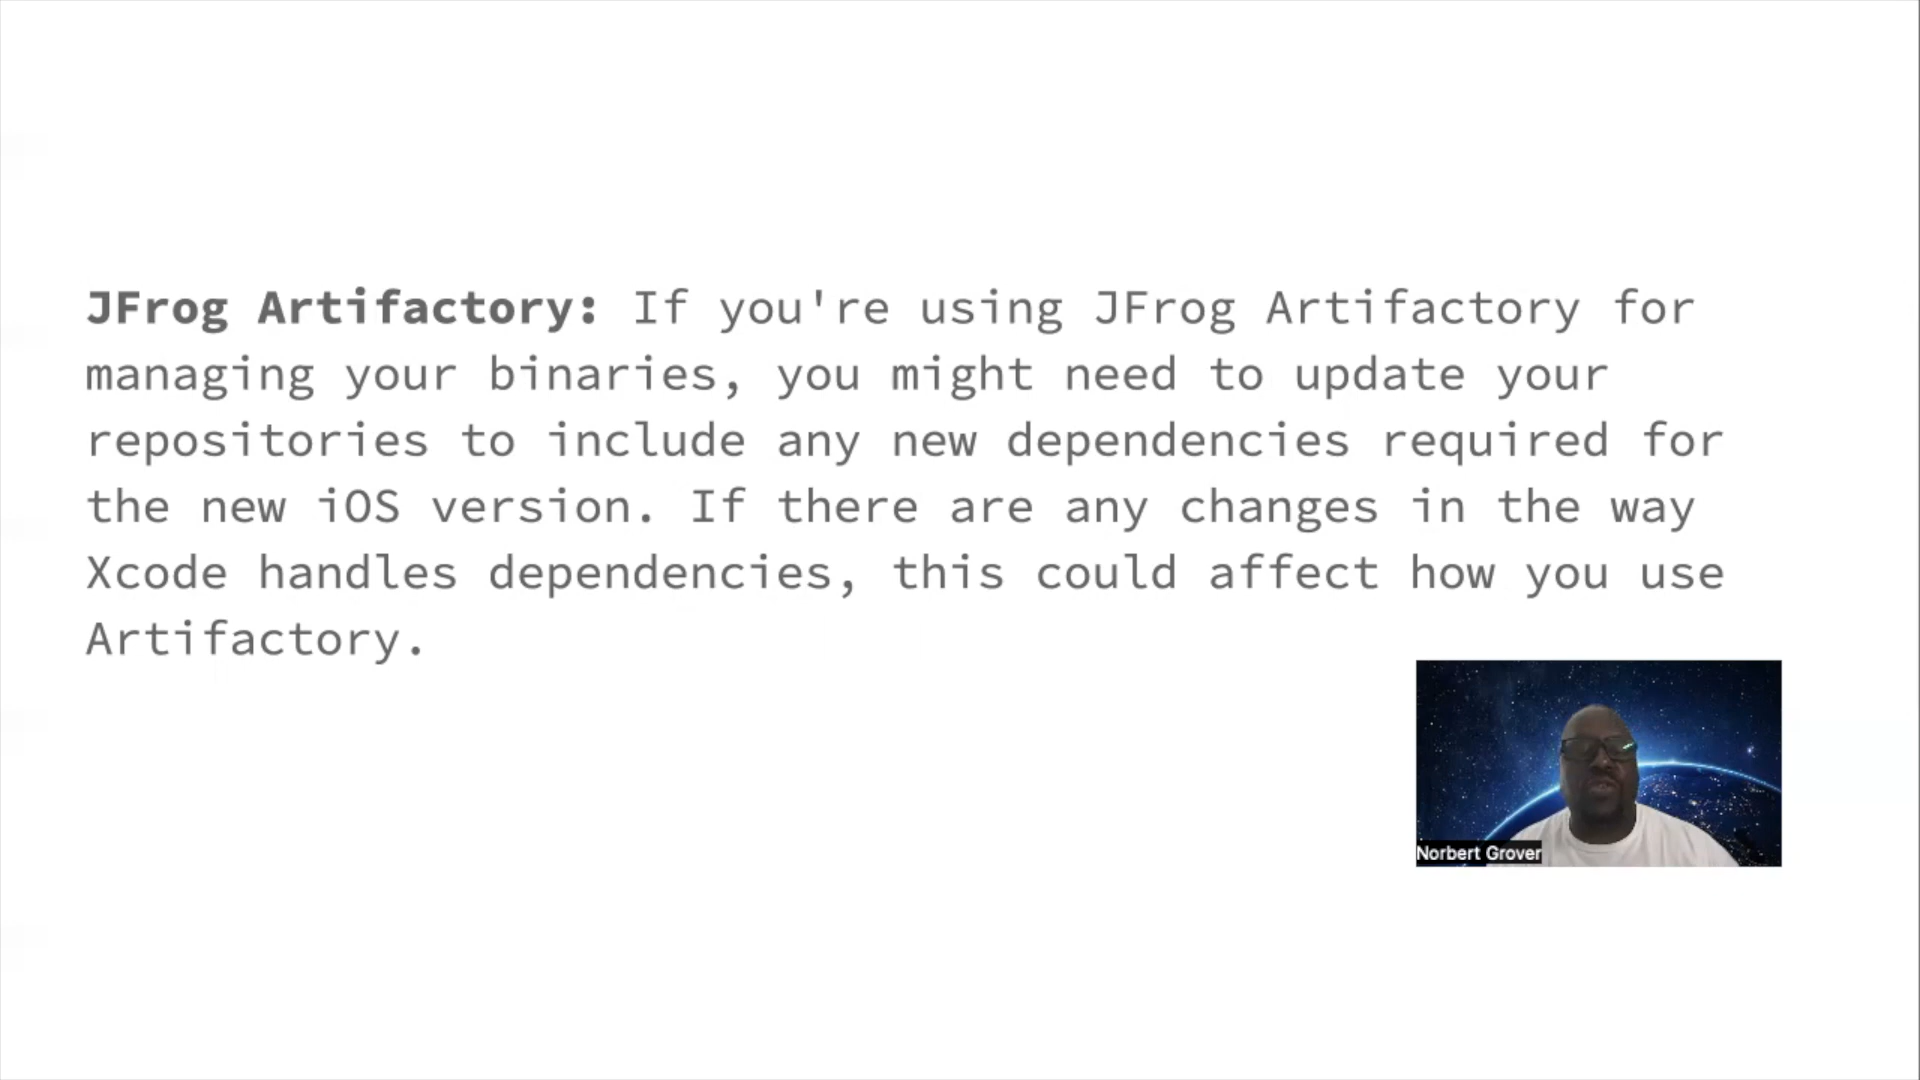 JFrog Artifactory: If you're using JFrog Artifactory for
managing your binaries, you might need to update your
repositories to include any new dependencies required for
the new iOS version. If there are any changes in the way
Xcode handles dependencies, this could affect how you use
Artifactory.
Norbert Grover